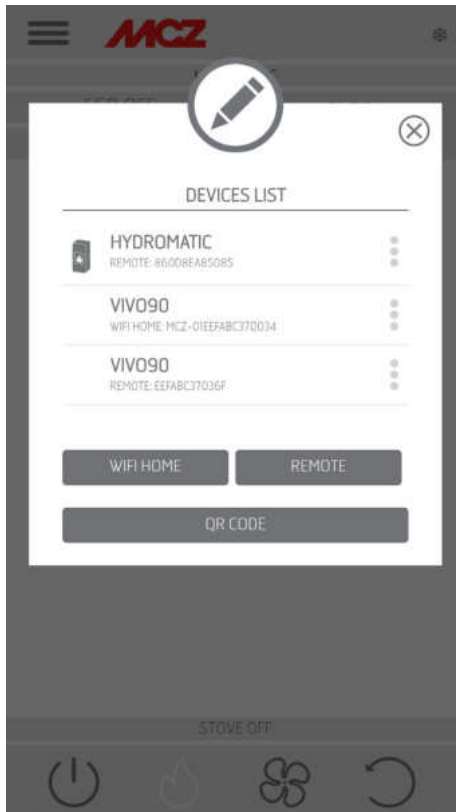 MCZ
DEVICES LIST
HYDROMATIC
REMOTE: 860D8EA85085
VIVO90
WIFI HOME: MCZ-01EEFABC370034
VIVO90
REMOTE: EEFABC37036F
WIFI HOME
REMOTE
QR CODE
STOVE OFF